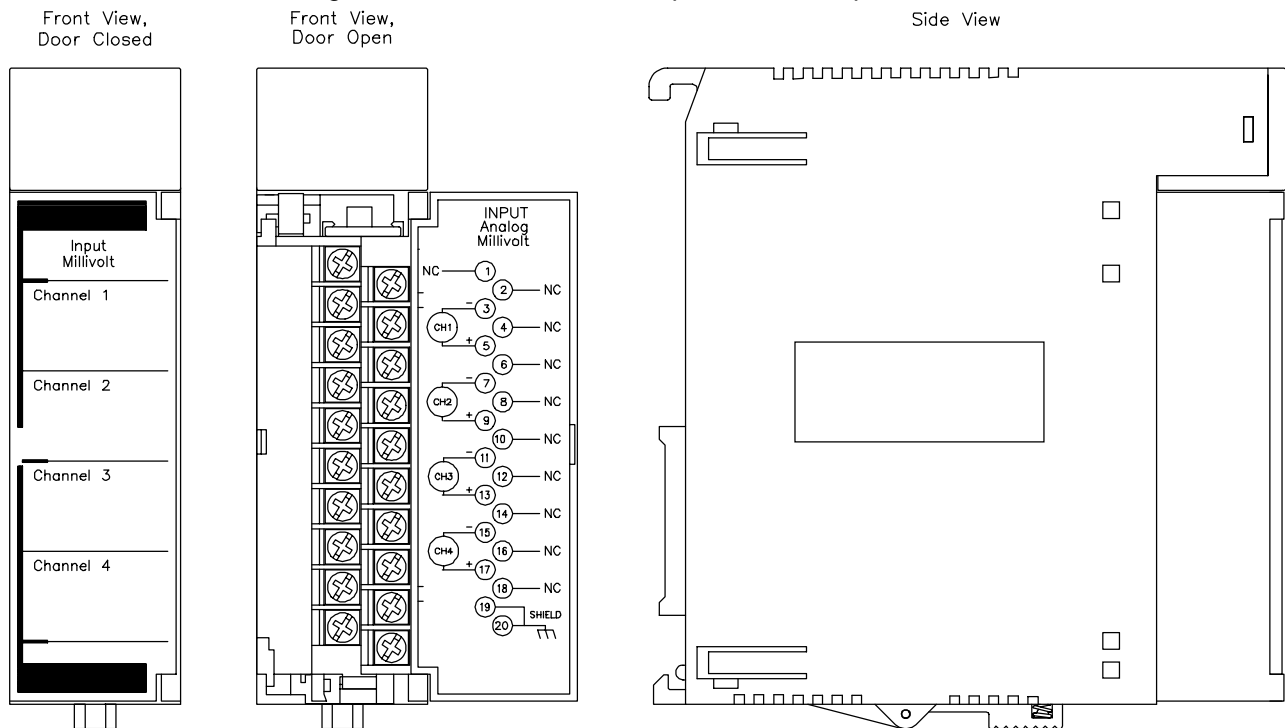 Front View,
Door Closed
Front View,
Door Open
Side View
Input
Millivolt
Channel 1
Channel 2
Channel 3
Channel 4
INPUT
Analog
Millivolt
NC 1
2 NC
- 3
CH1
4 NC
+ 5
6 NC
- 7
CH2
8 NC
+ 9
10 NC
- 11
CH3
12 NC
+ 13
14 NC
- 15
CH4
16 NC
+ 17
18 NC
19
SHIELD
20